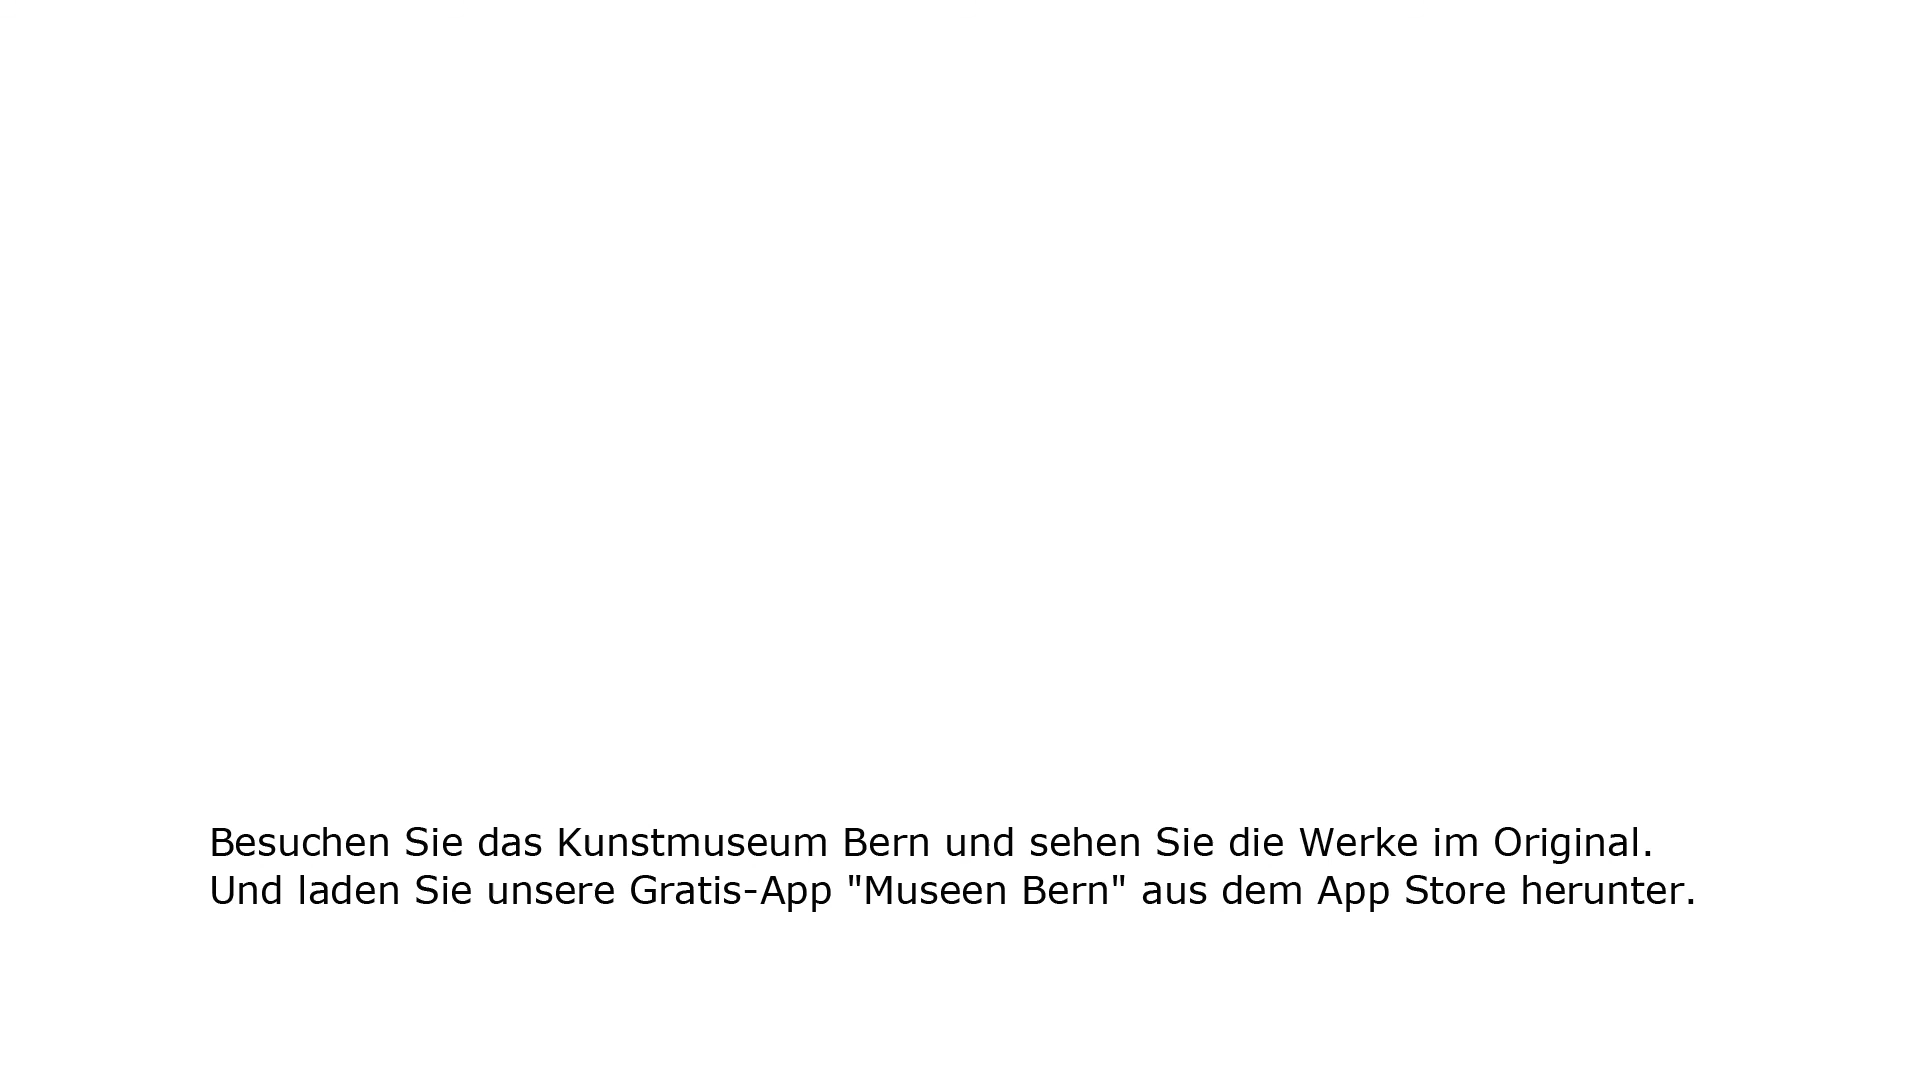 Besuchen Sie das Kunstmuseum Bern und sehen Sie die Werke im Original.
Und laden Sie unsere Gratis-App "Museen Bern" aus dem App Store herunter.